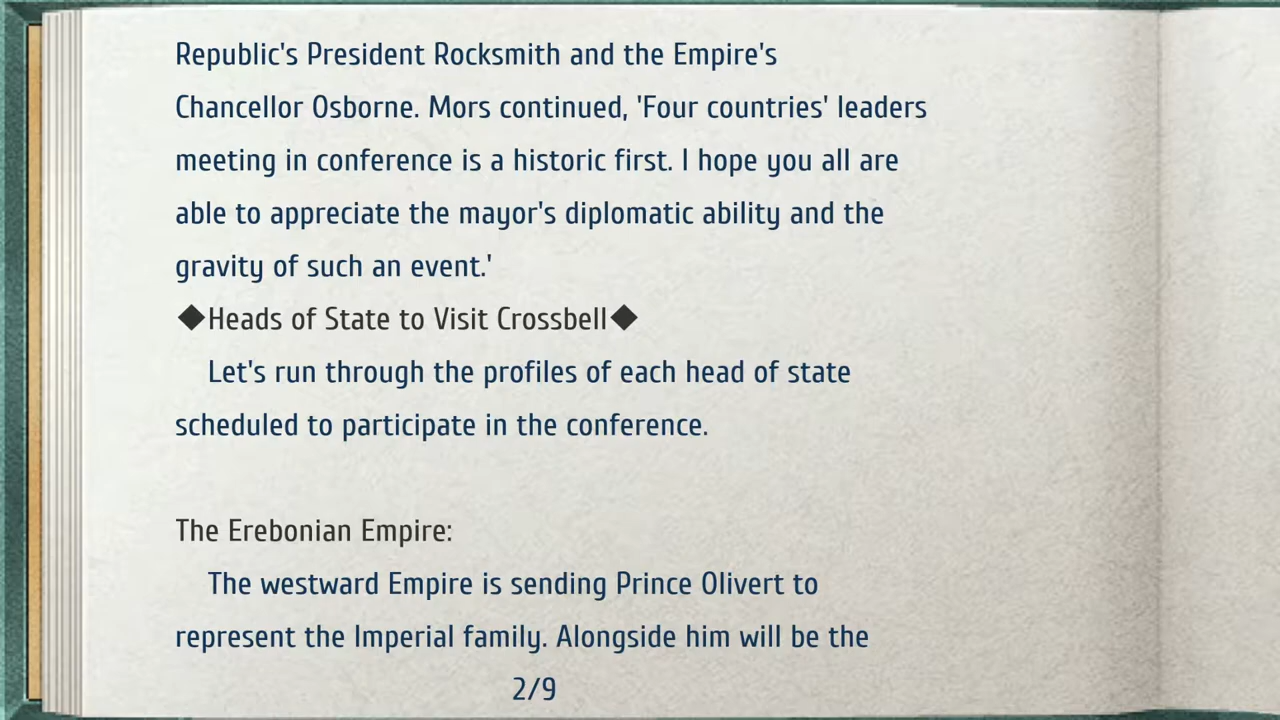 Republic's President Rocksmith and the Empire's
Chancellor Osborne. Mors continued, 'Four countries' leaders
meeting in conference is a historic first. I hope you all are
able to appreciate the mayor's diplomatic ability and the
gravity of such an event.'
◆Heads of State to Visit Crossbell◆
Let's run through the profiles of each head of state
scheduled to participate in the conference.
The Erebonian Empire:
The westward Empire is sending Prince Olivert to
represent the Imperial family. Alongside him will be the
2/9